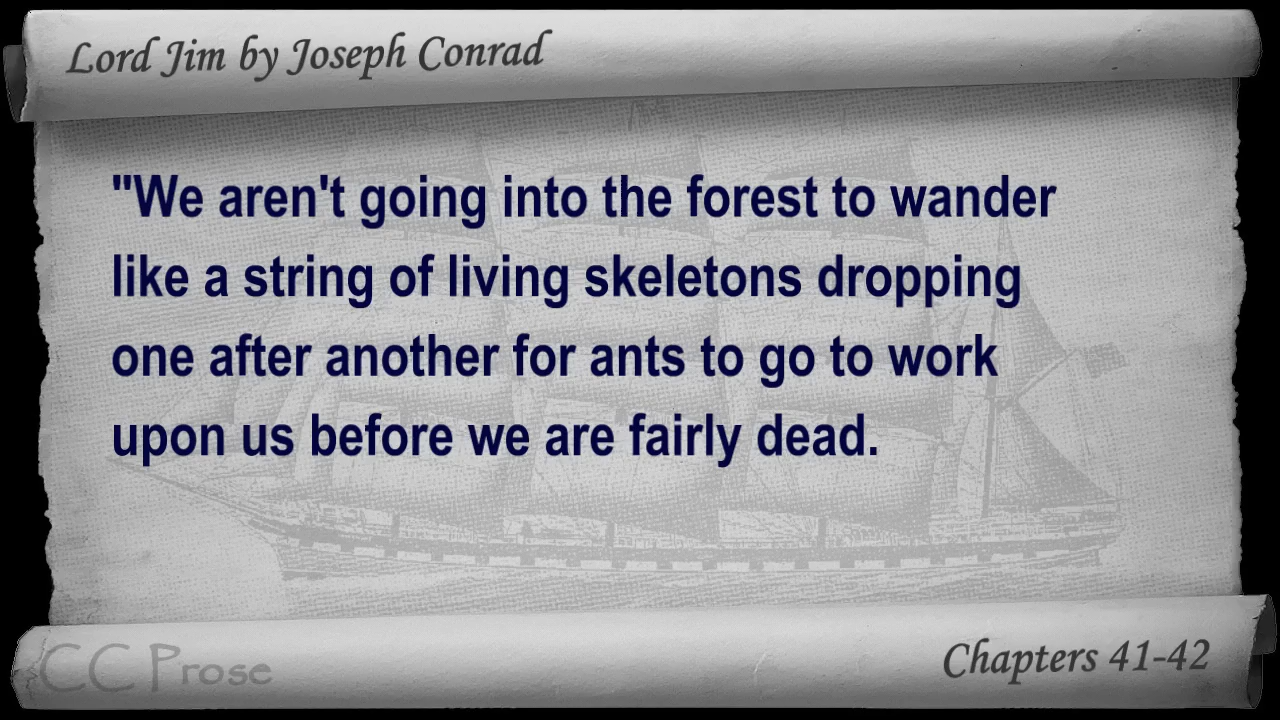 Lord Jim by Joseph Conrad
"We aren't going into the forest to wander
like a string of living skeletons dropping
one after another for ants to go to work
upon us before we are fairly dead.
CC Prose
Chapters 41-42